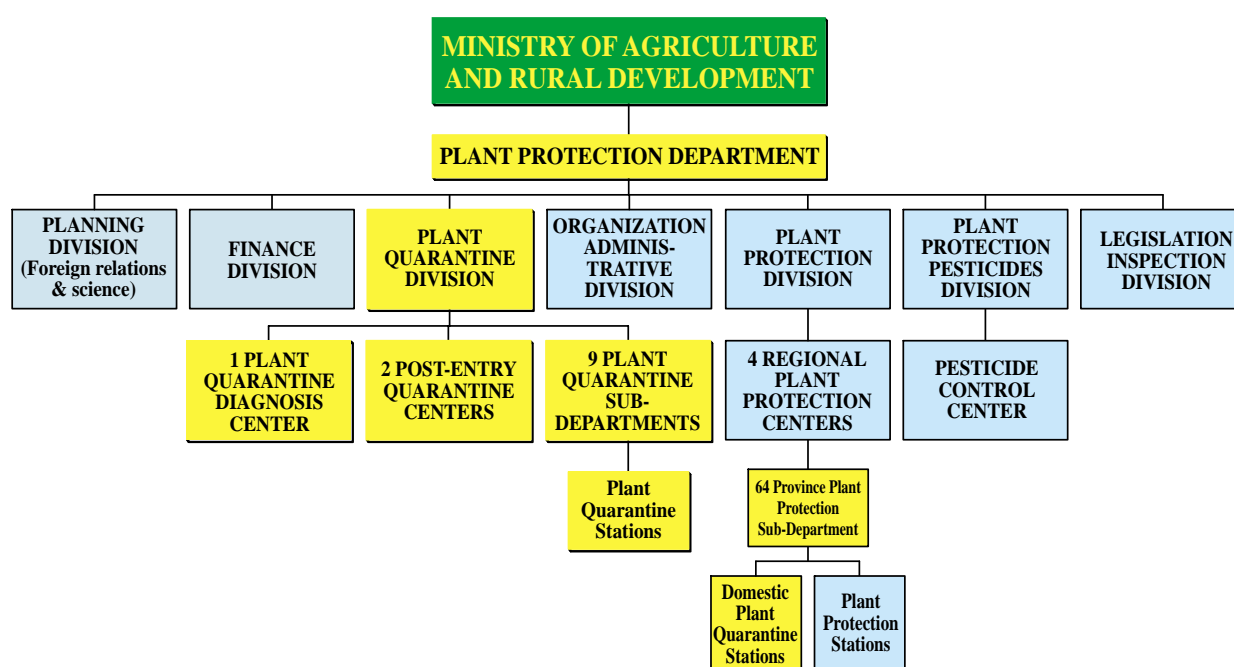 MINISTRY OF AGRICULTURE
AND RURAL DEVELOPMENT
PLANT PROTECTION DEPARTMENT
PLANNING
DIVISION
(Foreign relations
& science)
FINANCE
DIVISION
PLANT
QUARANTINE
DIVISION
ORGANIZATION
ADMINIS-
TRATIVE
DIVISION
PLANT
PROTECTION
DIVISION
PLANT
PROTECTION
PESTICIDES
DIVISION
LEGISLATION
INSPECTION
DIVISION
1 PLANT
QUARANTINE
DIAGNOSIS
CENTER
2 POST-ENTRY
QUARANTINE
CENTERS
9 PLANT
QUARANTINE
SUB-
DEPARTMENTS
4 REGIONAL
PLANT
PROTECTION
CENTERS
PESTICIDE
CONTROL
CENTER
Plant
Quarantine
Stations
64 Province Plant
Protection
Sub-Department
Domestic
Plant
Quarantine
Stations
Plant
Protection
Stations